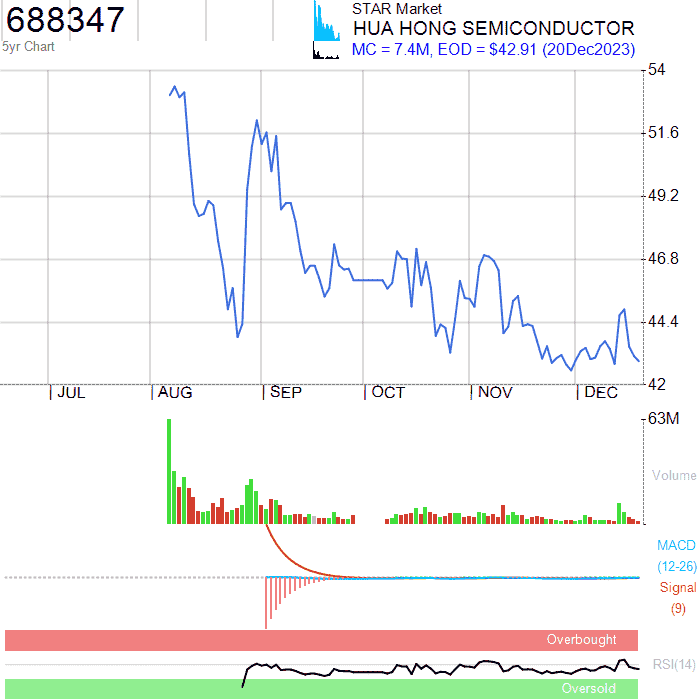 688347
5yr Chart
STAR Market
HUA HONG SEMICONDUCTOR
MC = 7.4M, EOD = $42.91 (20Dec2023)
54
51.6
49.2
46.8
44.4
42
JUL AUG SEP OCT NOV DEC
63M
Volume
MACD
(12-26)
Signal
(9)
Overbought
RSI(14)
Oversold